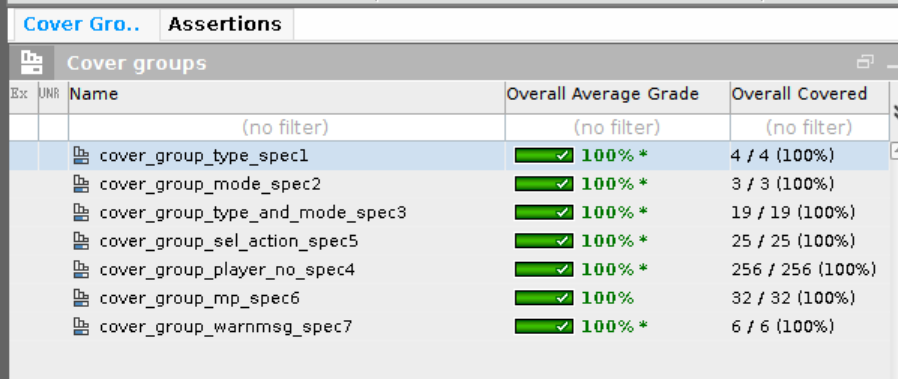 Cover Gro.. Assertions
Cover groups
Ex UNR Name Overall Average Grade Overall Covered
(no filter) (no filter) (no filter)
cover_group_type_spec1 100% * 4 / 4 (100%)
cover_group_mode_spec2 100% * 3 / 3 (100%)
cover_group_type_and_mode_spec3 100% * 19 / 19 (100%)
cover_group_sel_action_spec5 100% * 25 / 25 (100%)
cover_group_player_no_spec4 100% * 256 / 256 (100%)
cover_group_mp_spec6 100% 32 / 32 (100%)
cover_group_warnmsg_spec7 100% * 6 / 6 (100%)